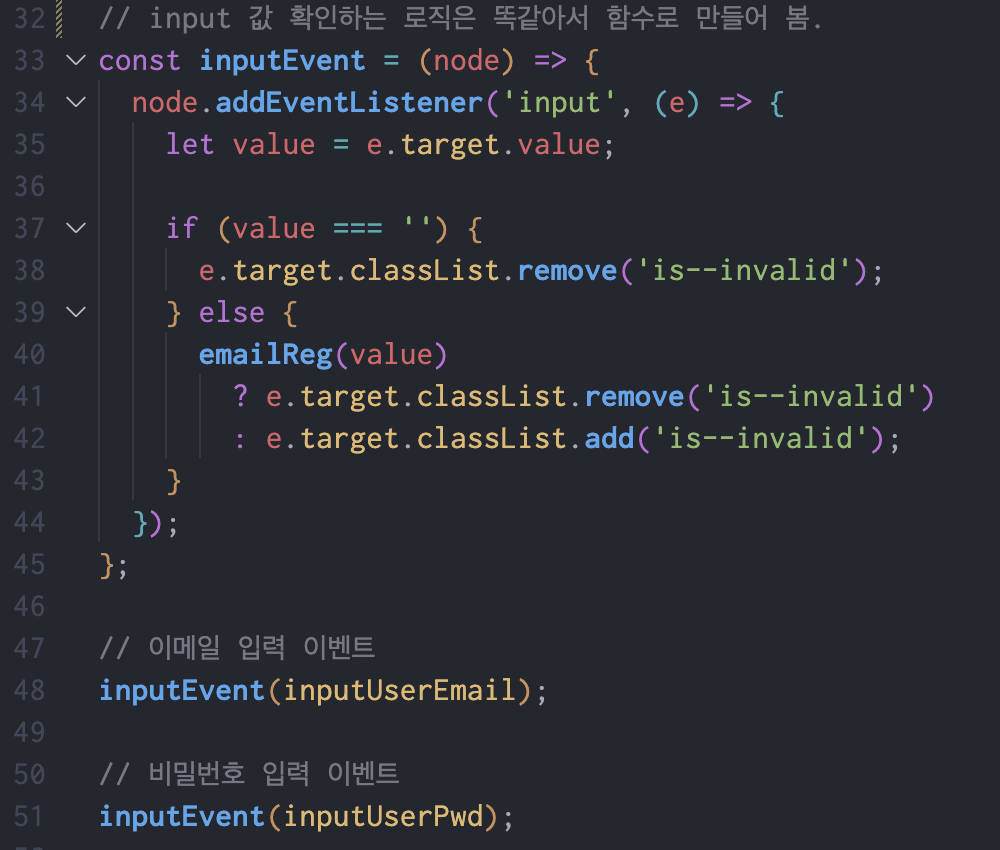 32 // input 값 확인하는 로직은 똑같아서 함수로 만들어 봄.
33 const inputEvent = (node) => {
34 node.addEventListener('input', (e) => {
35 let value = e.target.value;
36
37 if (value === '') {
38 e.target.classList.remove('is--invalid');
39 } else {
40 emailReg(value)
41 ? e.target.classList.remove('is--invalid')
42 : e.target.classList.add('is--invalid');
43 }
44 });
45 };
46
47 // 이메일 입력 이벤트
48 inputEvent(inputUserEmail);
49
50 // 비밀번호 입력 이벤트
51 inputEvent(inputUserPwd);